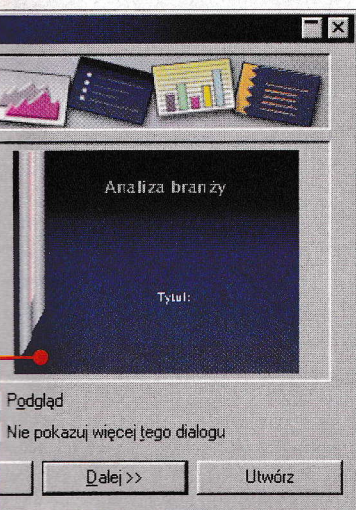 Analiza branży
Tytuł:
Podgląd
Nie pokazuj więcej tego dialogu
Dalej >>
Utwórz